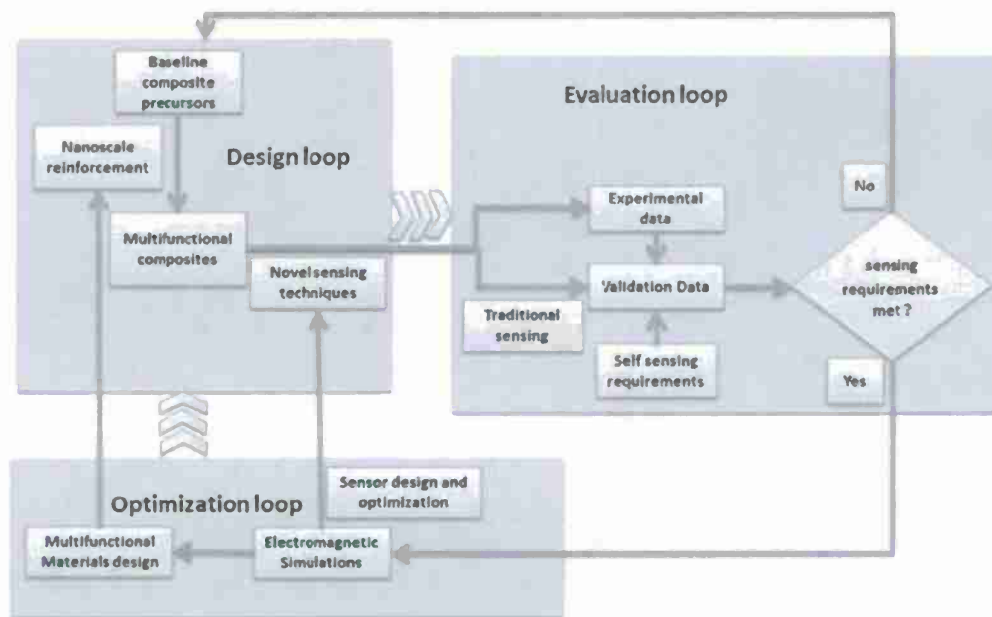 Baseline
composite
precursors
Nanoscale
reinforcement
Design loop
Multifunctional
composites
Novel sensing
techniques
Evaluation loop
Experimental
data
No
Validation Data
sensing
requirements
met ?
Traditional
sensing
Self sensing
requirements
Yes
Optimization loop
Sensor design and
optimization
Multifunctional
Materials design
Electromagnetic
Simulations